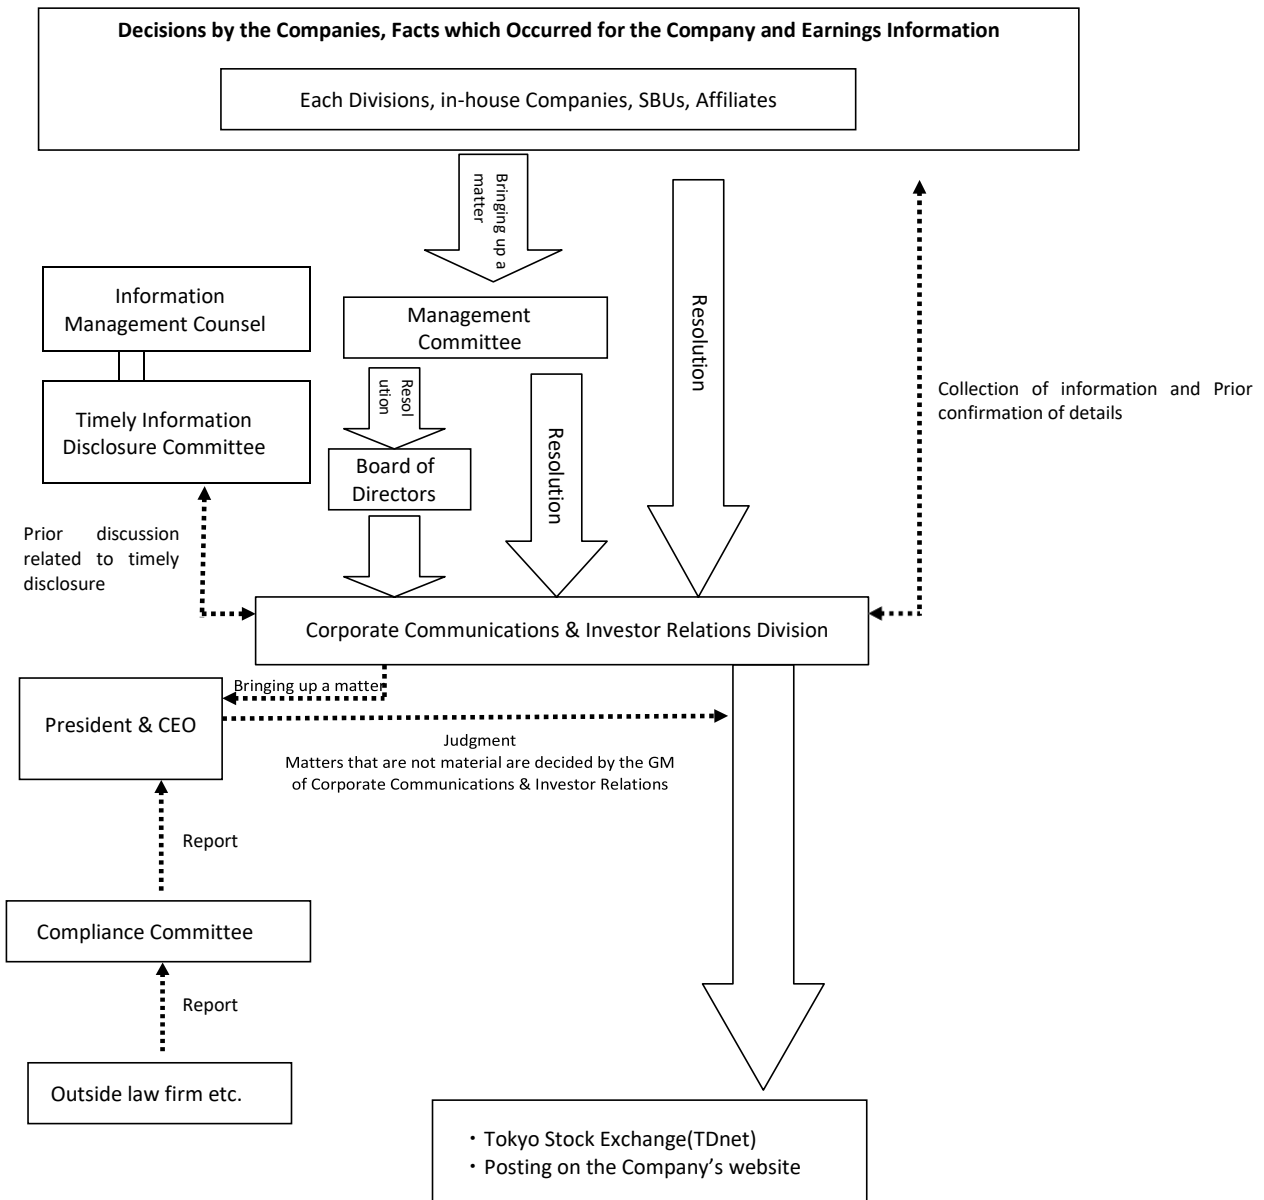 Decisions by the Companies, Facts which Occurred for the Company and Earnings Information
Each Divisions, in-house Companies, SBUs, Affiliates
Bringing up a
matter
Resolution
Information
Management Counsel
Management
Committee
Collection of information and Prior
confirmation of details
Timely Information
Disclosure Committee
Resol
ution
Resolution
Board of
Directors
Prior discussion
related to timely
disclosure
Corporate Communications & Investor Relations Division
Bringing up a matter
President & CEO
Judgment
Matters that are not material are decided by the GM
of Corporate Communications & Investor Relations
Report
Compliance Committee
Report
Outside law firm etc.
・Tokyo Stock Exchange(TDnet)
・Posting on the Company’s website